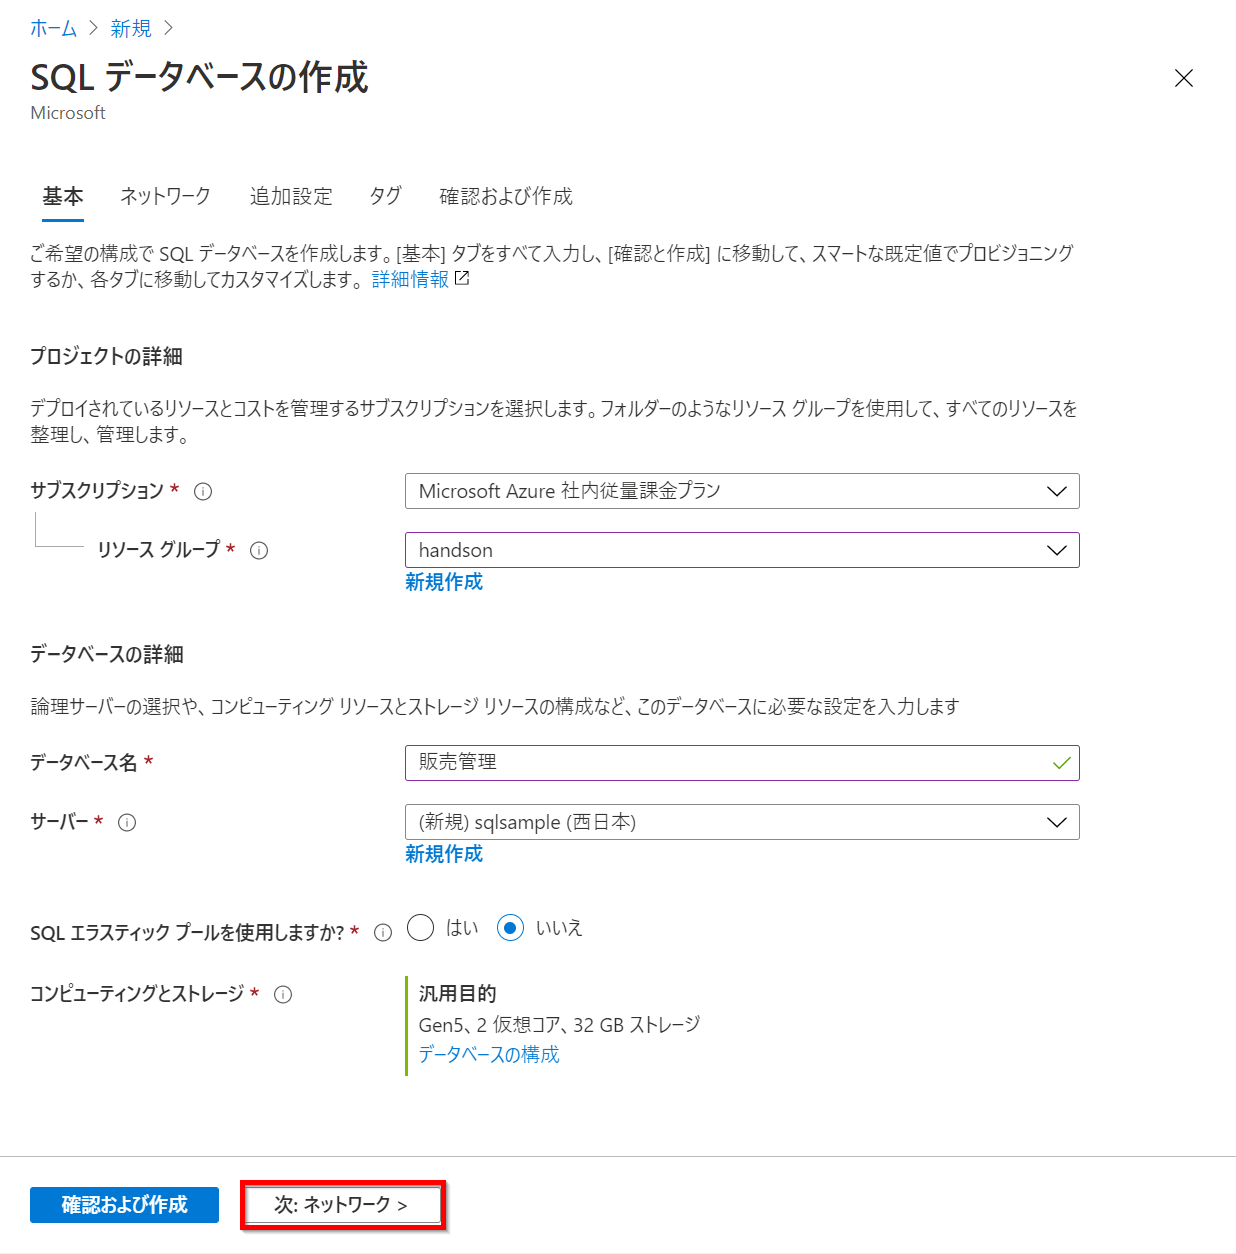 ホーム > 新規 >
SQL データベースの作成
Microsoft
基本 ネットワーク 追加設定 タグ 確認および作成
ご希望の構成で SQL データベースを作成します。[基本] タブをすべて入力し、[確認と作成] に移動して、スマートな既定値でプロビジョニング
するか、各タブに移動してカスタマイズします。 詳細情報
プロジェクトの詳細
デプロイされているリソースとコストを管理するサブスクリプションを選択します。フォルダーのようなリソース グループを使用して、すべてのリソースを
整理し、管理します。
サブスクリプション * Microsoft Azure 社内従量課金プラン
リソース グループ * handson
新規作成
データベースの詳細
論理サーバーの選択や、コンピューティング リソースとストレージ リソースの構成など、このデータベースに必要な設定を入力します
データベース名 * 販売管理
サーバー * (新規) sqlsample (西日本)
新規作成
SQL エラスティック プールを使用しますか? * はい いいえ
コンピューティングとストレージ * 汎用目的
Gen5、2 仮想コア、32 GB ストレージ
データベースの構成
確認および作成 次: ネットワーク >